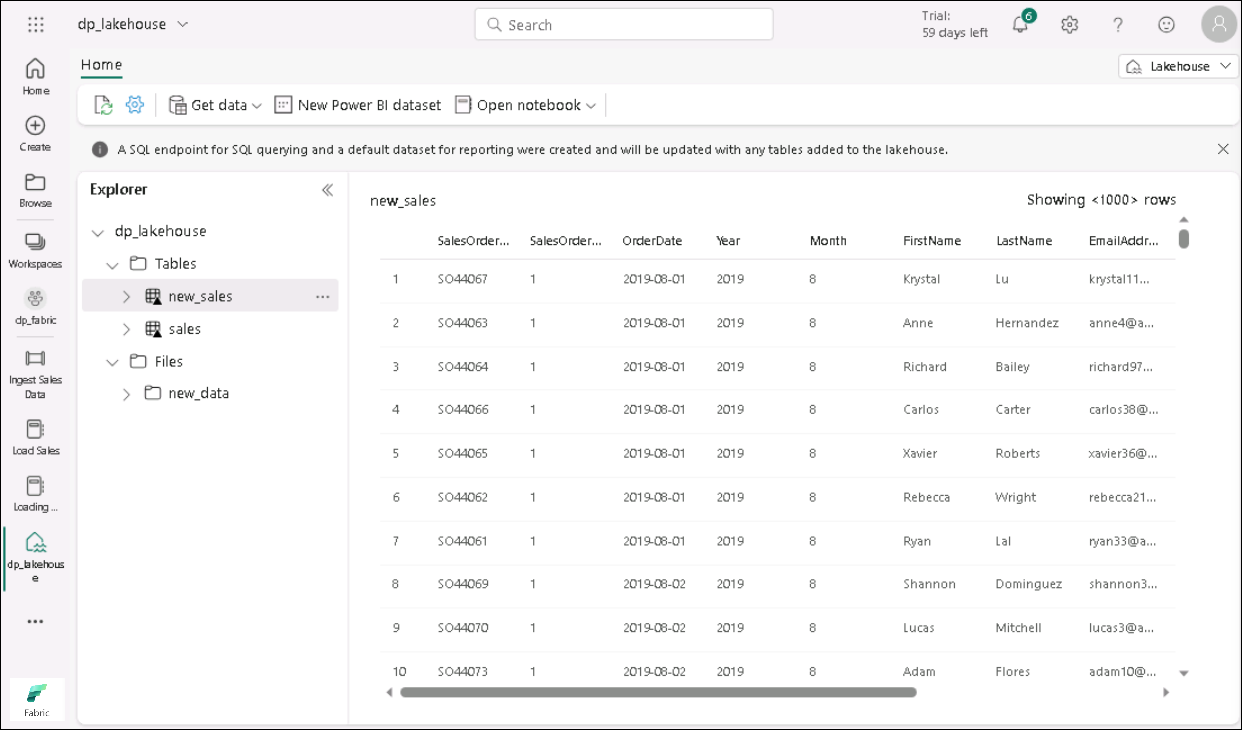 dp_lakehouse
Search
Trial:
59 days left
6
Home
Lakehouse
Get data
New Power BI dataset
Open notebook
A SQL endpoint for SQL querying and a default dataset for reporting were created and will be updated with any tables added to the lakehouse.
Home
Create
Browse
Workspaces
dp_fabric
Ingest Sales
Data
Load Sales
Loading ...
dp_lakehous
e
Fabric
Explorer
dp_lakehouse
Tables
new_sales
sales
Files
new_data
new_sales
Showing <1000> rows
SalesOrder... SalesOrder... OrderDate Year Month FirstName LastName EmailAddr...
1 SO44067 1 2019-08-01 2019 8 Krystal Lu krystal11...
2 SO44063 1 2019-08-01 2019 8 Anne Hernandez anne4@a...
3 SO44064 1 2019-08-01 2019 8 Richard Bailey richard97...
4 SO44066 1 2019-08-01 2019 8 Carlos Carter carlos38@...
5 SO44065 1 2019-08-01 2019 8 Xavier Roberts xavier36@...
6 SO44062 1 2019-08-01 2019 8 Rebecca Wright rebecca21...
7 SO44061 1 2019-08-01 2019 8 Ryan Lal ryan33@a...
8 SO44069 1 2019-08-02 2019 8 Shannon Dominguez shannon3...
9 SO44070 1 2019-08-02 2019 8 Lucas Mitchell lucas3@a...
10 SO44073 1 2019-08-02 2019 8 Adam Flores adam10@...